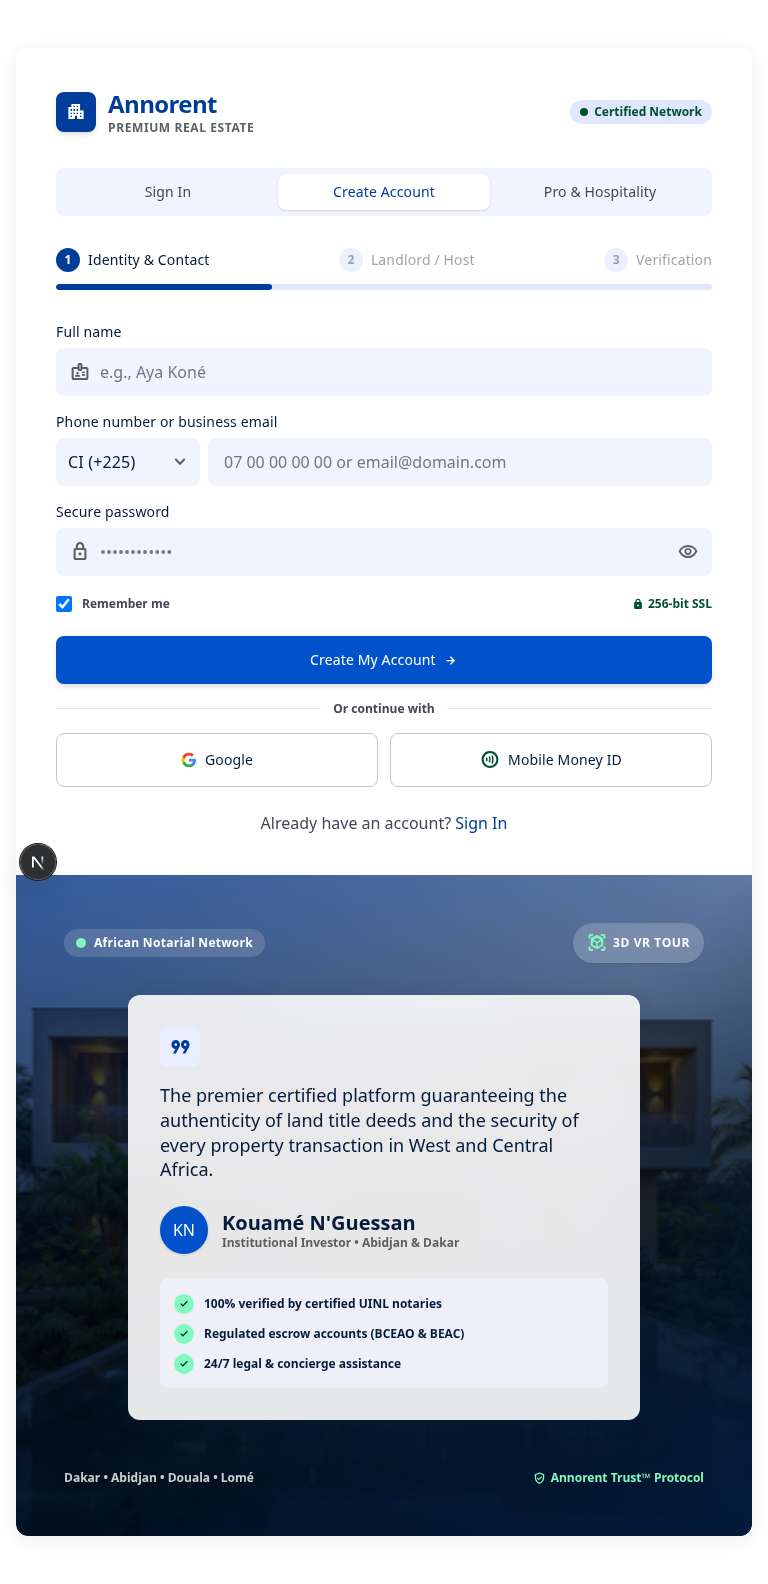 Annorent
PREMIUM REAL ESTATE
Certified Network
Sign In
Create Account
Pro & Hospitality
1 Identity & Contact
2 Landlord / Host
3 Verification
Full name
e.g., Aya Koné
Phone number or business email
CI (+225)
07 00 00 00 00 or email@domain.com
Secure password
••••••••••••
Remember me
256-bit SSL
Create My Account →
Or continue with
Google
Mobile Money ID
Already have an account? Sign In
N
African Notarial Network
3D VR TOUR
The premier certified platform guaranteeing the
authenticity of land title deeds and the security of
every property transaction in West and Central
Africa.
KN
Kouamé N'Guessan
Institutional Investor • Abidjan & Dakar
100% verified by certified UINL notaries
Regulated escrow accounts (BCEAO & BEAC)
24/7 legal & concierge assistance
Dakar • Abidjan • Douala • Lomé
Annorent Trust™ Protocol